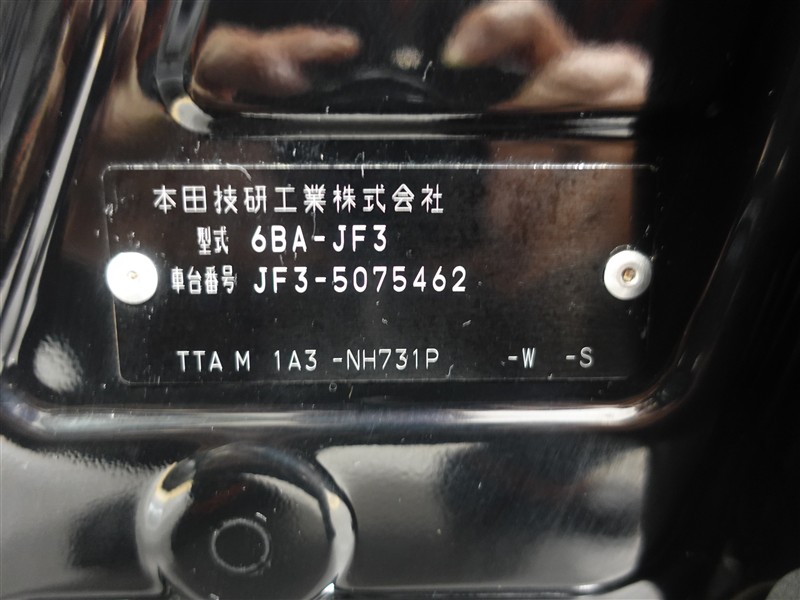 本田技研工業株式会社
型式 6BA-JF3
車台番号 JF3-5075462
TTA M 1A3 -NH731P -W -S